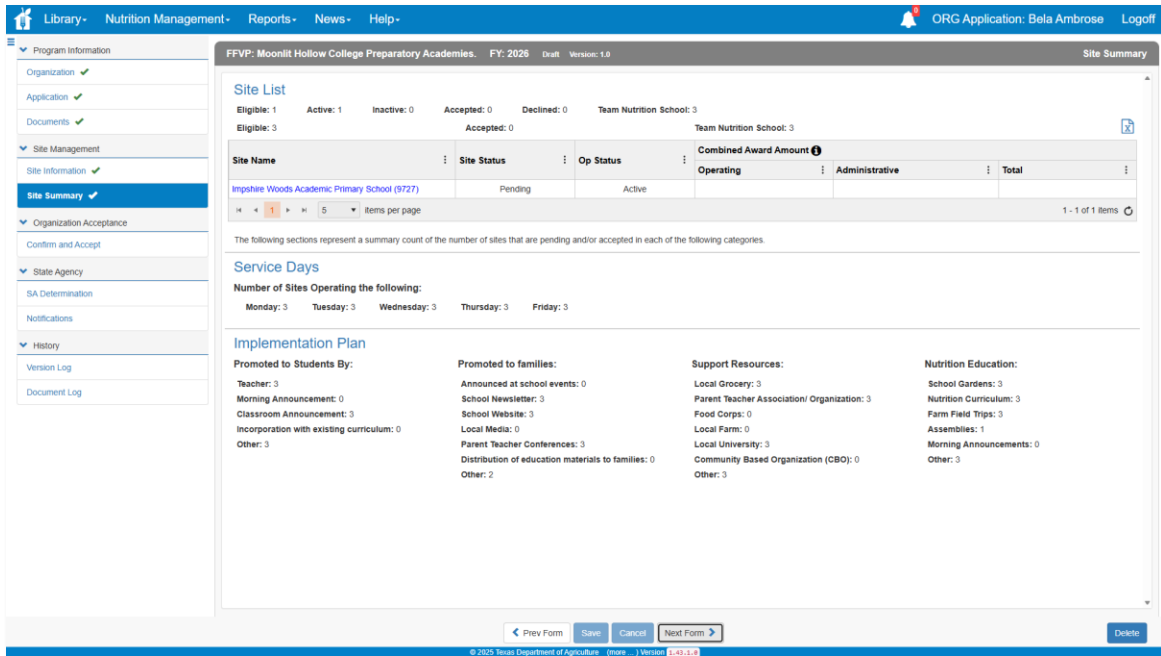 Library- Nutrition Management- Reports- News- Help- 0 ORG Application: Bela Ambrose Logoff
Program Information
Organization
Application
Documents
Site Management
Site Information
Site Summary
Organization Acceptance
Confirm and Accept
State Agency
SA Determination
Notifications
History
Version Log
Document Log
FFVP: Moonlit Hollow College Preparatory Academies. FY: 2026 Draft Version: 1.0 Site Summary
Site List
Eligible: 1 Active: 1 Inactive: 0 Accepted: 0 Declined: 0 Team Nutrition School: 3
Eligible: 3 Accepted: 0 Team Nutrition School: 3
Site Name Site Status Op Status Combined Award Amount
Operating Administrative Total
Impshire Woods Academic Primary School (9727) Pending Active
1 5 items per page 1 - 1 of 1 items
The following sections represent a summary count of the number of sites that are pending and/or accepted in each of the following categories.
Service Days
Number of Sites Operating the following:
Monday: 3 Tuesday: 3 Wednesday: 3 Thursday: 3 Friday: 3
Implementation Plan
Promoted to Students By:
Teacher: 3
Morning Announcement: 0
Classroom Announcement: 3
Incorporation with existing curriculum: 0
Other: 3
Promoted to families:
Announced at school events: 0
School Newsletter: 3
School Website: 3
Local Media: 0
Parent Teacher Conferences: 3
Distribution of education materials to families: 0
Other: 2
Support Resources:
Local Grocery: 3
Parent Teacher Association/ Organization: 3
Food Corps: 0
Local Farm: 0
Local University: 3
Community Based Organization (CBO): 0
Other: 3
Nutrition Education:
School Gardens: 3
Nutrition Curriculum: 3
Farm Field Trips: 3
Assemblies: 1
Morning Announcements: 0
Other: 3
Prev Form Save Cancel Next Form Delete
© 2025 Texas Department of Agriculture (more ... ) Version 1.43.1.0